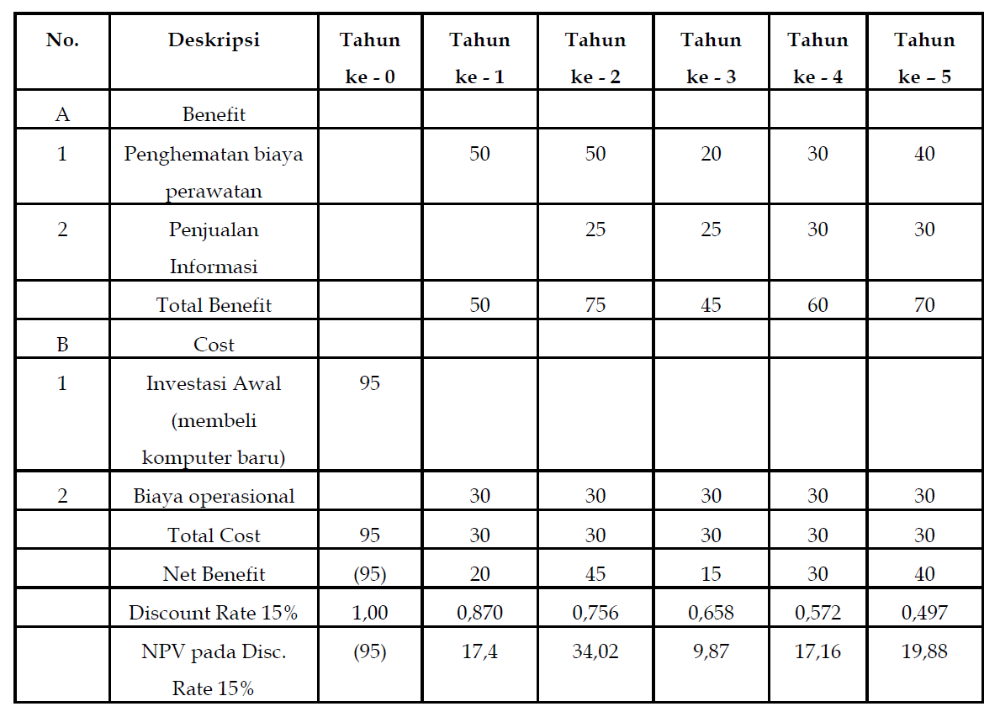 No. Deskripsi Tahun Tahun Tahun Tahun Tahun Tahun
ke - 0 ke - 1 ke - 2 ke - 3 ke - 4 ke – 5
A Benefit
1 Penghematan biaya 50 50 20 30 40
perawatan
2 Penjualan 25 25 30 30
Informasi
Total Benefit 50 75 45 60 70
B Cost
1 Investasi Awal 95
(membeli
komputer baru)
2 Biaya operasional 30 30 30 30 30
Total Cost 95 30 30 30 30 30
Net Benefit (95) 20 45 15 30 40
Discount Rate 15% 1,00 0,870 0,756 0,658 0,572 0,497
NPV pada Disc. (95) 17,4 34,02 9,87 17,16 19,88
Rate 15%